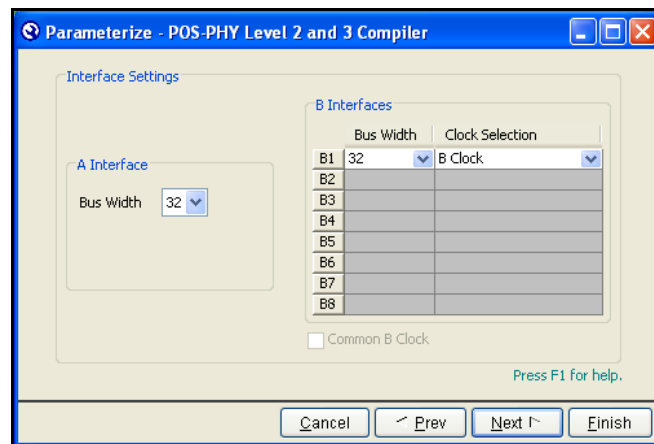 Parameterize - POS-PHY Level 2 and 3 Compiler
Interface Settings
B Interfaces
Bus Width Clock Selection
A Interface
Bus Width 32
B1 32 B Clock
B2
B3
B4
B5
B6
B7
B8
Common B Clock
Press F1 for help.
Cancel Prev Next Finish